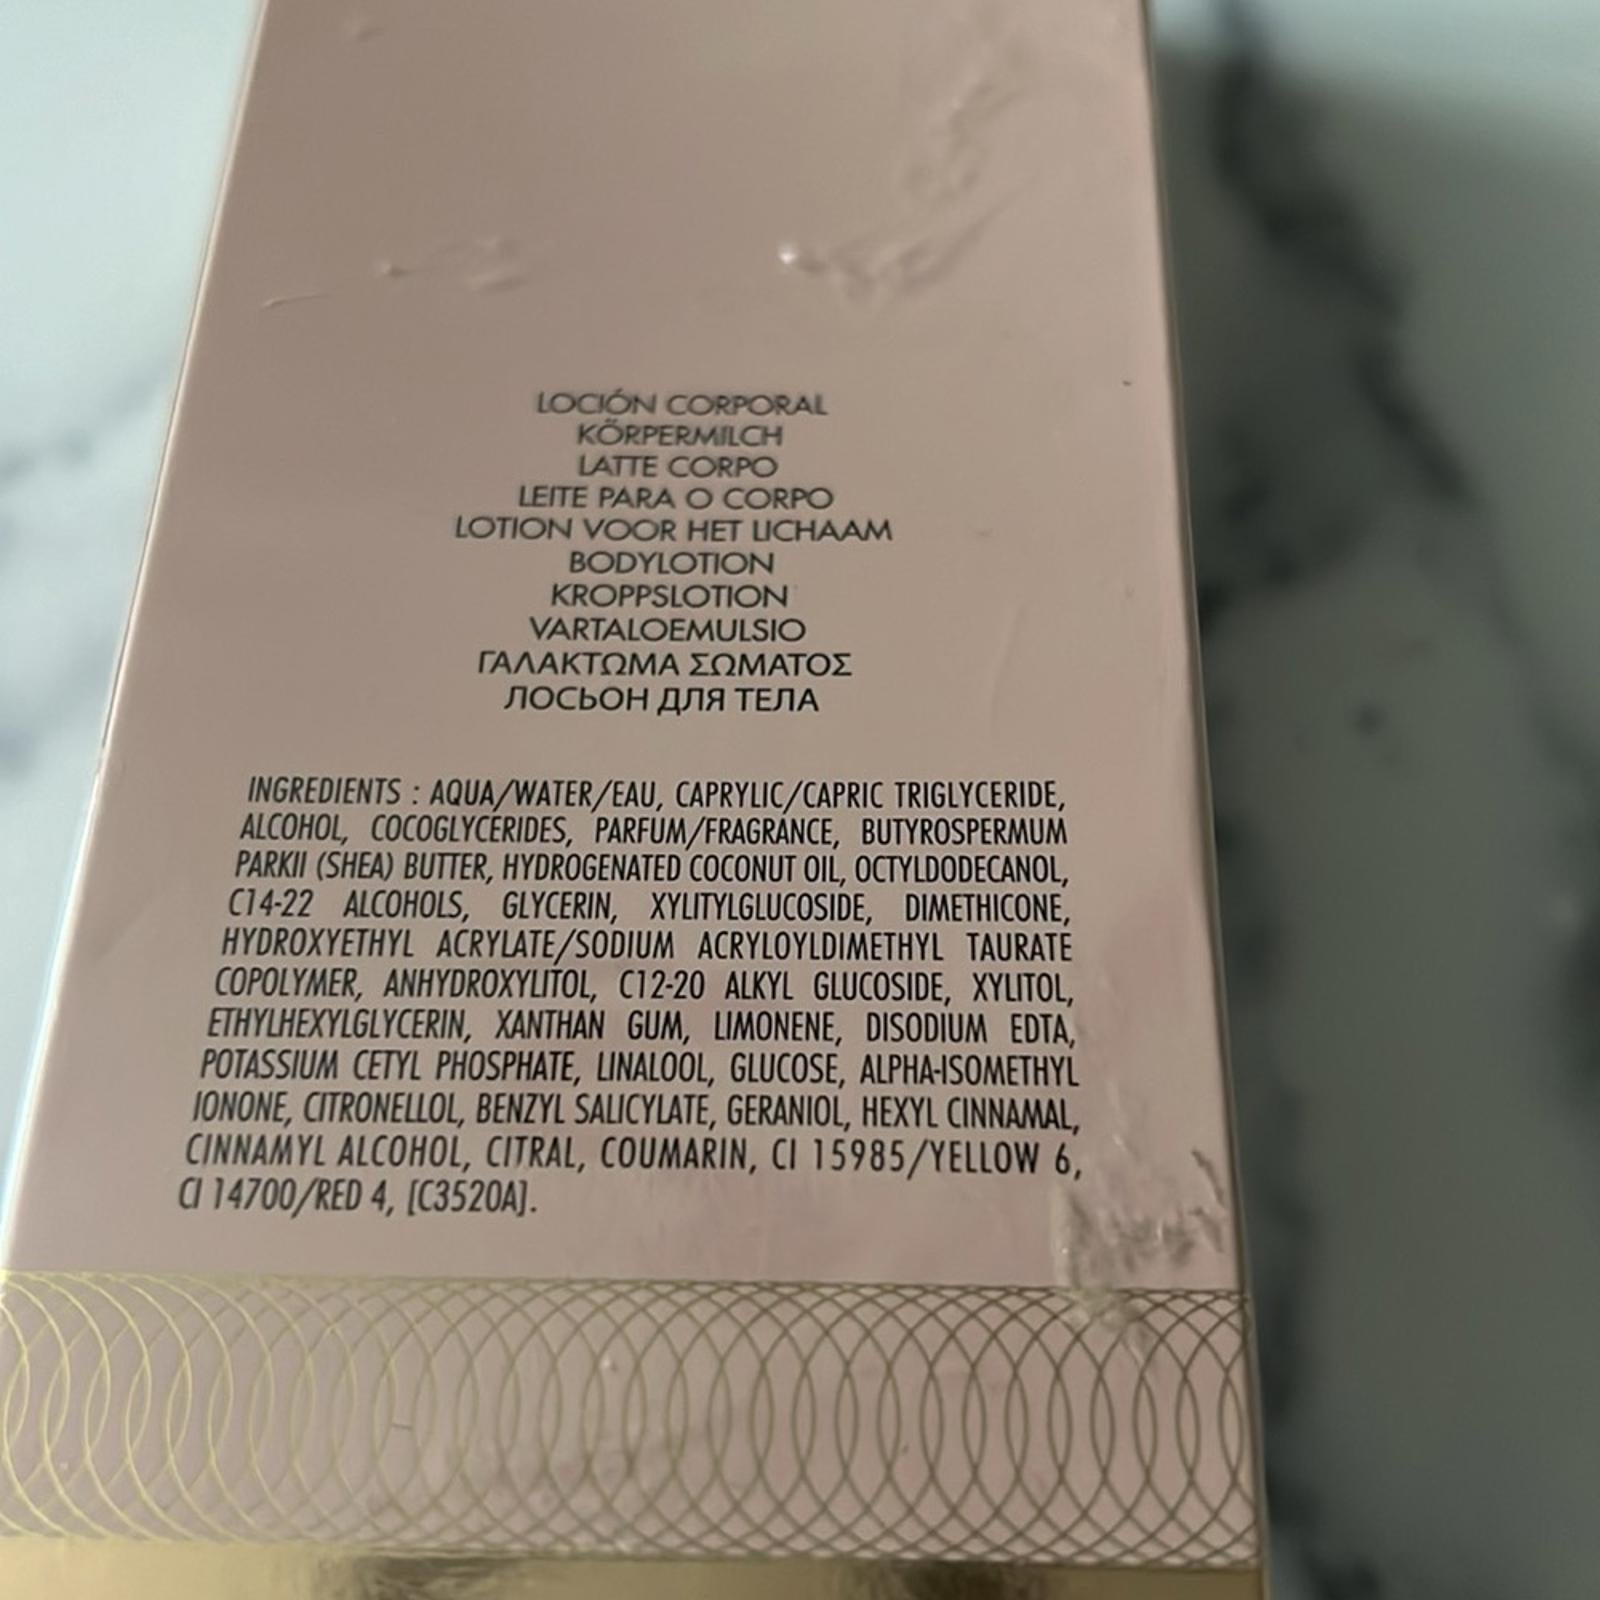 LOCIÓN CORPORAL
KÖRPERMILCH
LATTE CORPO
LEITE PARA O CORPO
LOTION VOOR HET LICHAAM
BODYLOTION
KROPPSLOTION
VARTALOEMULSIO
ΓΑΛΑΚΤΩΜΑ ΣΩΜΑΤΟΣ
ЛОСЬОН ДЛЯ ТЕЛА
INGREDIENTS : AQUA/WATER/EAU, CAPRYLIC/CAPRIC TRIGLYCERIDE,
ALCOHOL, COCOGLYCERIDES, PARFUM/FRAGRANCE, BUTYROSPERMUM
PARKII (SHEA) BUTTER, HYDROGENATED COCONUT OIL, OCTYLDODECANOL,
C14-22 ALCOHOLS, GLYCERIN, XYLITYLGLUCOSIDE, DIMETHICONE,
HYDROXYETHYL ACRYLATE/SODIUM ACRYLOYLDIMETHYL TAURATE
COPOLYMER, ANHYDROXYLITOL, C12-20 ALKYL GLUCOSIDE, XYLITOL,
ETHYLHEXYLGLYCERIN, XANTHAN GUM, LIMONENE, DISODIUM EDTA,
POTASSIUM CETYL PHOSPHATE, LINALOOL, GLUCOSE, ALPHA-ISOMETHYL
IONONE, CITRONELLOL, BENZYL SALICYLATE, GERANIOL, HEXYL CINNAMAL,
CINNAMYL ALCOHOL, CITRAL, COUMARIN, CI 15985/YELLOW 6,
CI 14700/RED 4, [C3520A].